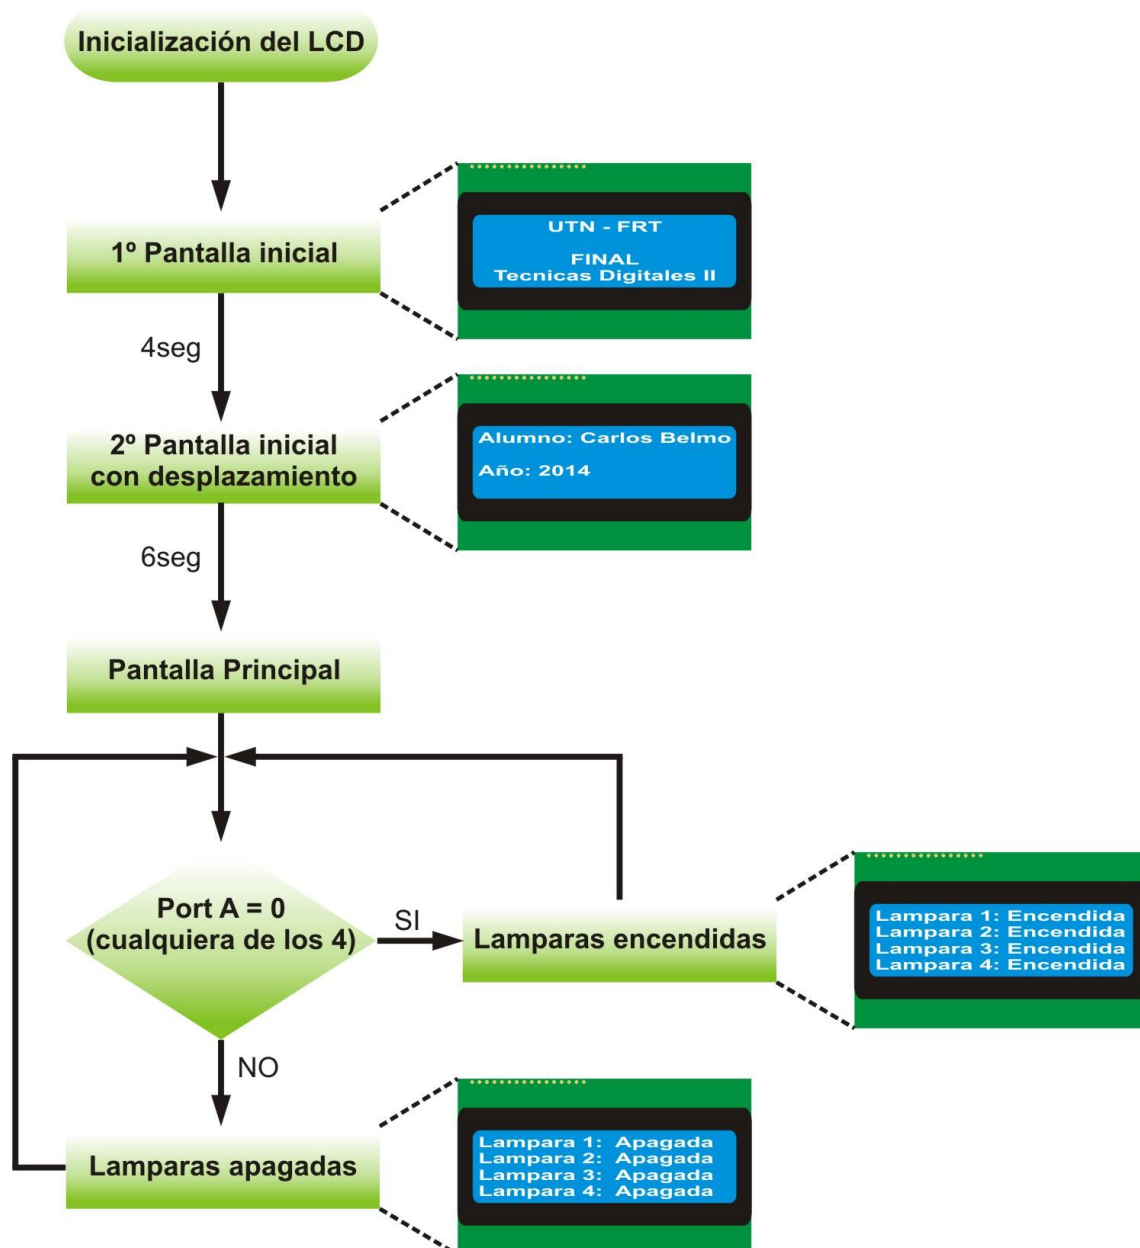 Inicialización del LCD
1º Pantalla inicial
UTN - FRT
FINAL
Tecnicas Digitales II
4seg
2º Pantalla inicial
con desplazamiento
Alumno: Carlos Belmo
Año: 2014
6seg
Pantalla Principal
Port A = 0
(cualquiera de los 4)
SI
Lamparas encendidas
Lampara 1: Encendida
Lampara 2: Encendida
Lampara 3: Encendida
Lampara 4: Encendida
NO
Lamparas apagadas
Lampara 1: Apagada
Lampara 2: Apagada
Lampara 3: Apagada
Lampara 4: Apagada